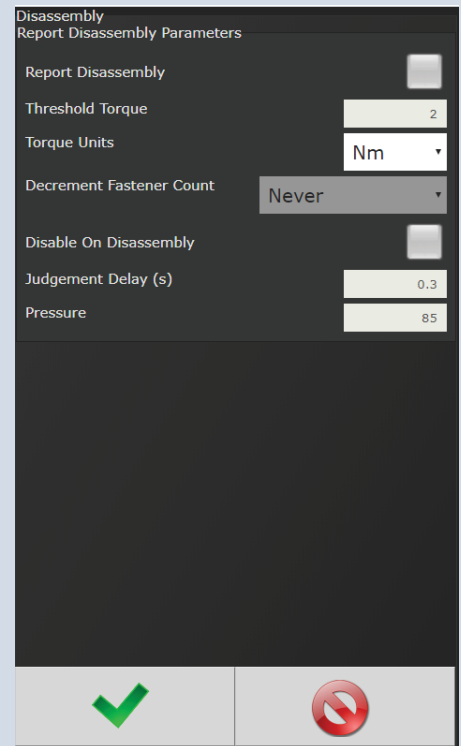 Disassembly
Report Disassembly Parameters
Report Disassembly
Threshold Torque 2
Torque Units Nm
Decrement Fastener Count Never
Disable On Disassembly
Judgement Delay (s) 0.3
Pressure 85